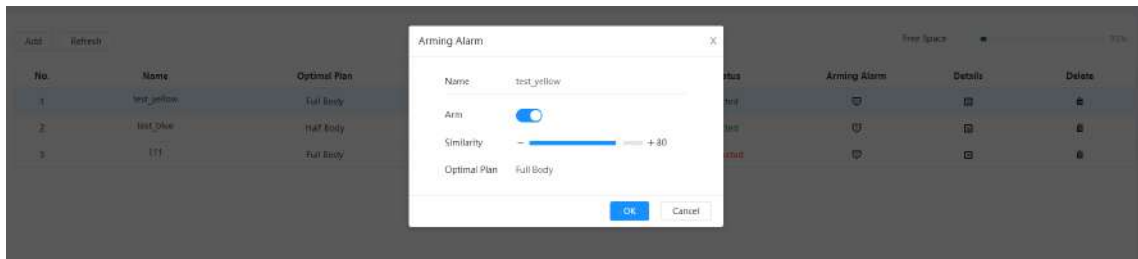 Add Refresh Free Space
Arming Alarm X
No. Name Optimal Plan Arming Alarm Details Delete
Name test_yellow
1 test_yellow Full Body
Arm
2 test_blue Half Body
Similarity - + 80
3 111 Full Body
Optimal Plan Full Body
OK Cancel